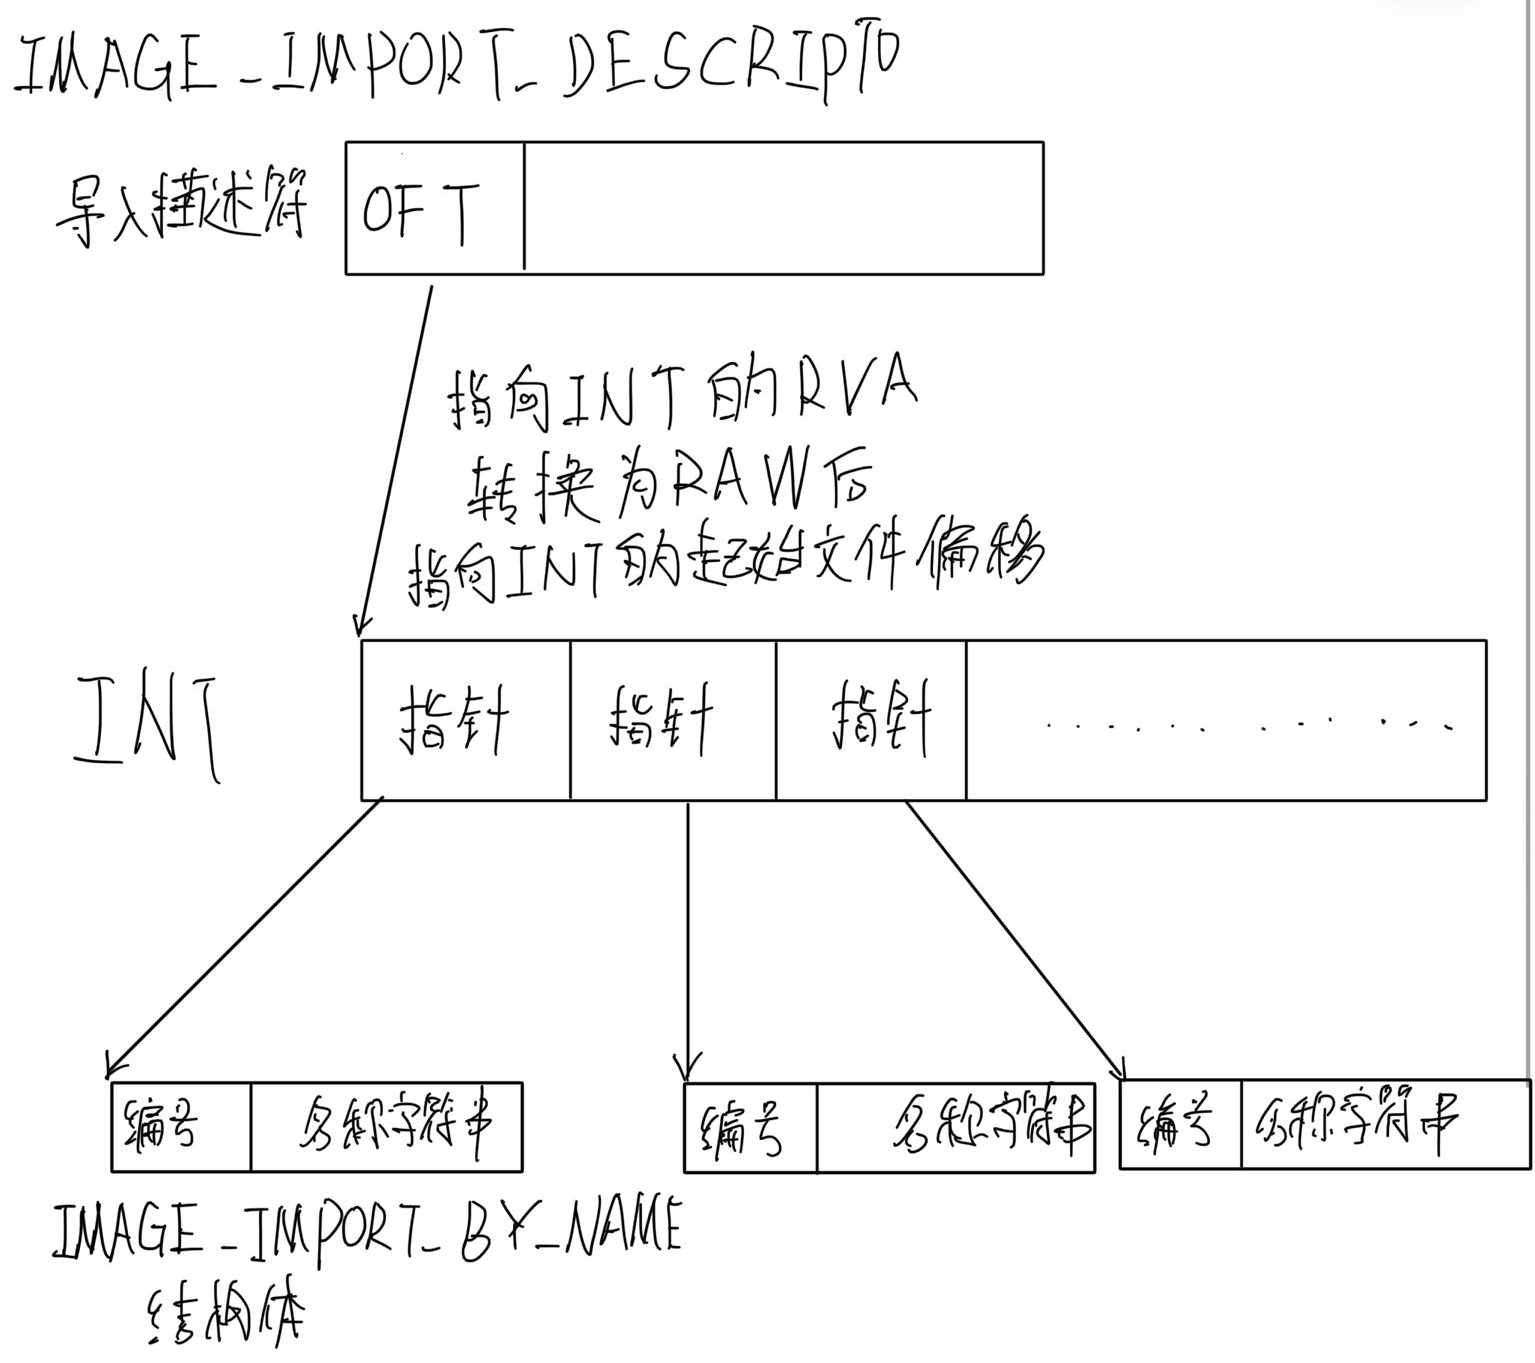 IMAGE_IMPORT_DESCRIPTO
导入描述符
OFT
指向INT的RVA
转换为RAW后
指向INT的起始文件偏移
INT
指针 指针 指针 ............
编号 名称字符串 编号 名称字符串 编号 名称字符串
IMAGE_IMPORT_BY_NAME
结构体